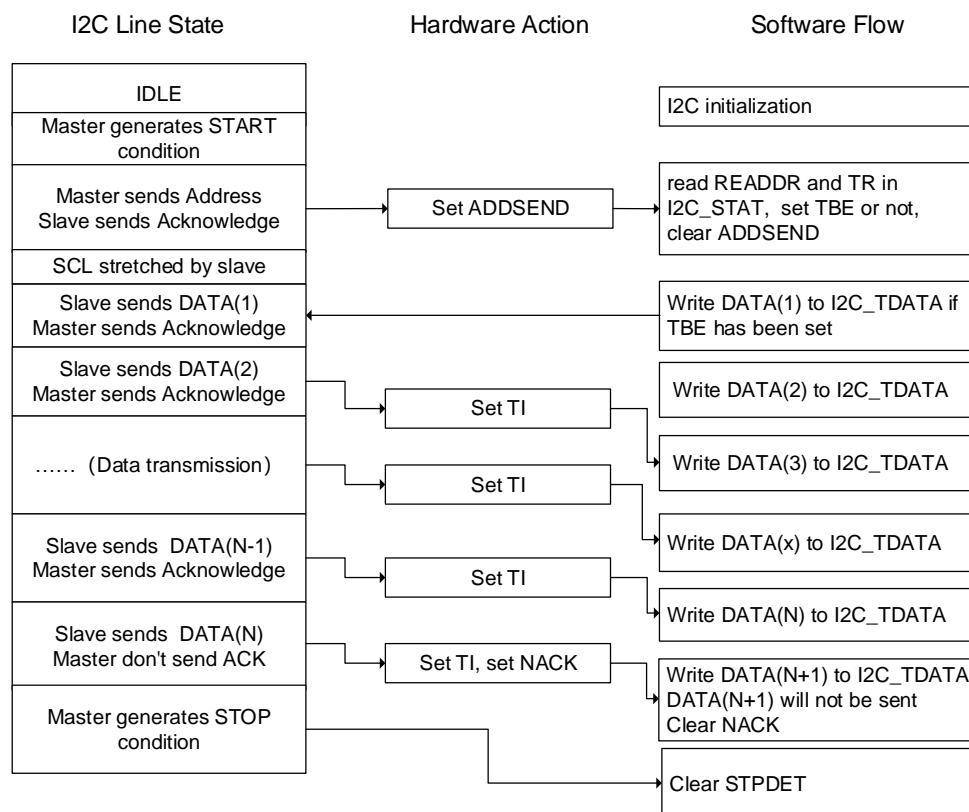 I2C Line State
Hardware Action
Software Flow
IDLE
I2C initialization
Master generates START
condition
Master sends Address
Slave sends Acknowledge
Set ADDSEND
read READDR and TR in
I2C_STAT, set TBE or not,
clear ADDSEND
SCL stretched by slave
Slave sends DATA(1)
Master sends Acknowledge
Write DATA(1) to I2C_TDATA if
TBE has been set
Slave sends DATA(2)
Master sends Acknowledge
Set TI
Write DATA(2) to I2C_TDATA
Write DATA(3) to I2C_TDATA
…… (Data transmission)
Set TI
Write DATA(x) to I2C_TDATA
Slave sends DATA(N-1)
Master sends Acknowledge
Set TI
Write DATA(N) to I2C_TDATA
Slave sends DATA(N)
Master don't send ACK
Set TI, set NACK
Write DATA(N+1) to I2C_TDATA
DATA(N+1) will not be sent
Clear NACK
Master generates STOP
condition
Clear STPDET